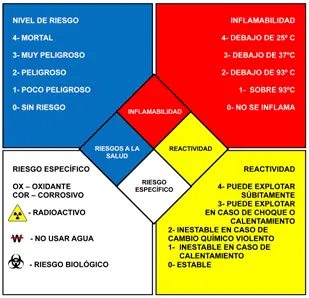 NIVEL DE RIESGO
4- MORTAL
3- MUY PELIGROSO
2- PELIGROSO
1- POCO PELIGROSO
0- SIN RIESGO
INFLAMABILIDAD
4- DEBAJO DE 25º C
3- DEBAJO DE 37ºC
2- DEBAJO DE 93º C
1- SOBRE 93ºC
0- NO SE INFLAMA
INFLAMABILIDAD
RIESGOS A LA
SALUD
REACTIVIDAD
RIESGO
ESPECÍFICO
RIESGO ESPECÍFICO
OX – OXIDANTE
COR – CORROSIVO
- RADIOACTIVO
W
- NO USAR AGUA
- RIESGO BIOLÓGICO
REACTIVIDAD
4- PUEDE EXPLOTAR
SÚBITAMENTE
3- PUEDE EXPLOTAR
EN CASO DE CHOQUE O
CALENTAMIENTO
2- INESTABLE EN CASO DE
CAMBIO QUÍMICO VIOLENTO
1- INESTABLE EN CASO DE
CALENTAMIENTO
0- ESTABLE